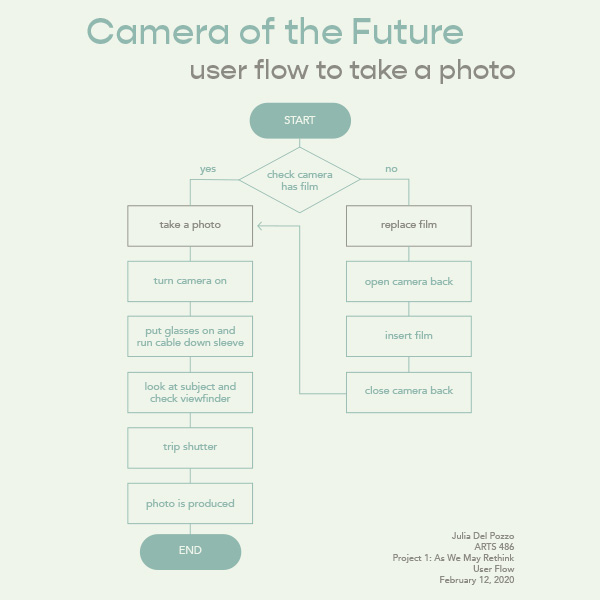 Camera of the Future
user flow to take a photo
START
yes
no
check camera
has film
take a photo
turn camera on
put glasses on and
run cable down sleeve
look at subject and
check viewfinder
trip shutter
photo is produced
END
replace film
open camera back
insert film
close camera back
Julia Del Pozzo
ARTS 486
Project 1: As We May Rethink
User Flow
February 12, 2020